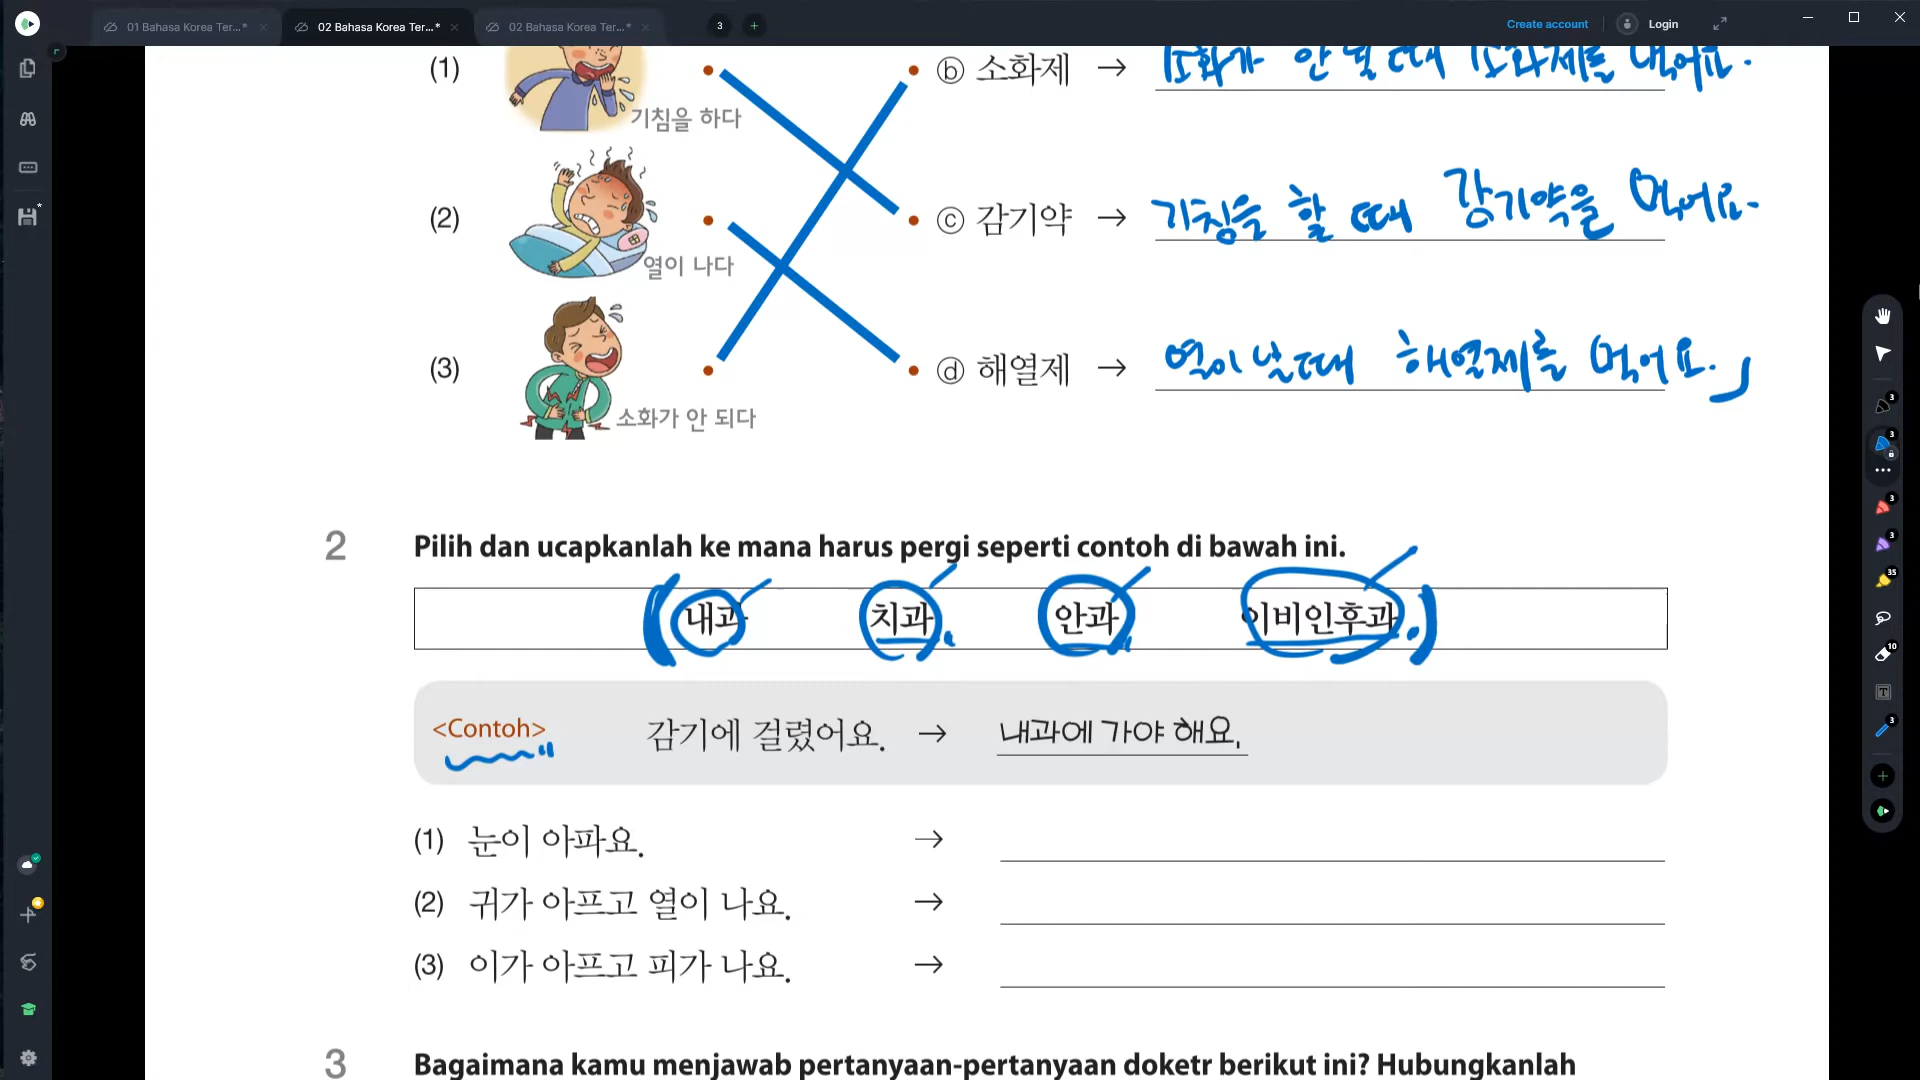 01 Bahasa Korea Ter...*
02 Bahasa Korea Ter...*
02 Bahasa Korea Ter...*
3
Create account
Login
(1)
기침을 하다
ⓑ 소화제 → 소화가 안 될 때 소화제를 먹어요.
(2)
열이 나다
ⓒ 감기약 → 기침을 할 때 감기약을 먹어요.
(3)
소화가 안 되다
ⓓ 해열제 → 열이 날 때 해열제를 먹어요.
2 Pilih dan ucapkanlah ke mana harus pergi seperti contoh di bawah ini.
내과 치과 안과 이비인후과
<Contoh> 감기에 걸렸어요. → 내과에 가야 해요.
(1) 눈이 아파요. →
(2) 귀가 아프고 열이 나요. →
(3) 이가 아프고 피가 나요. →
3 Bagaimana kamu menjawab pertanyaan-pertanyaan doketr berikut ini? Hubungkanlah
3
3
3
3
35
10
T
3